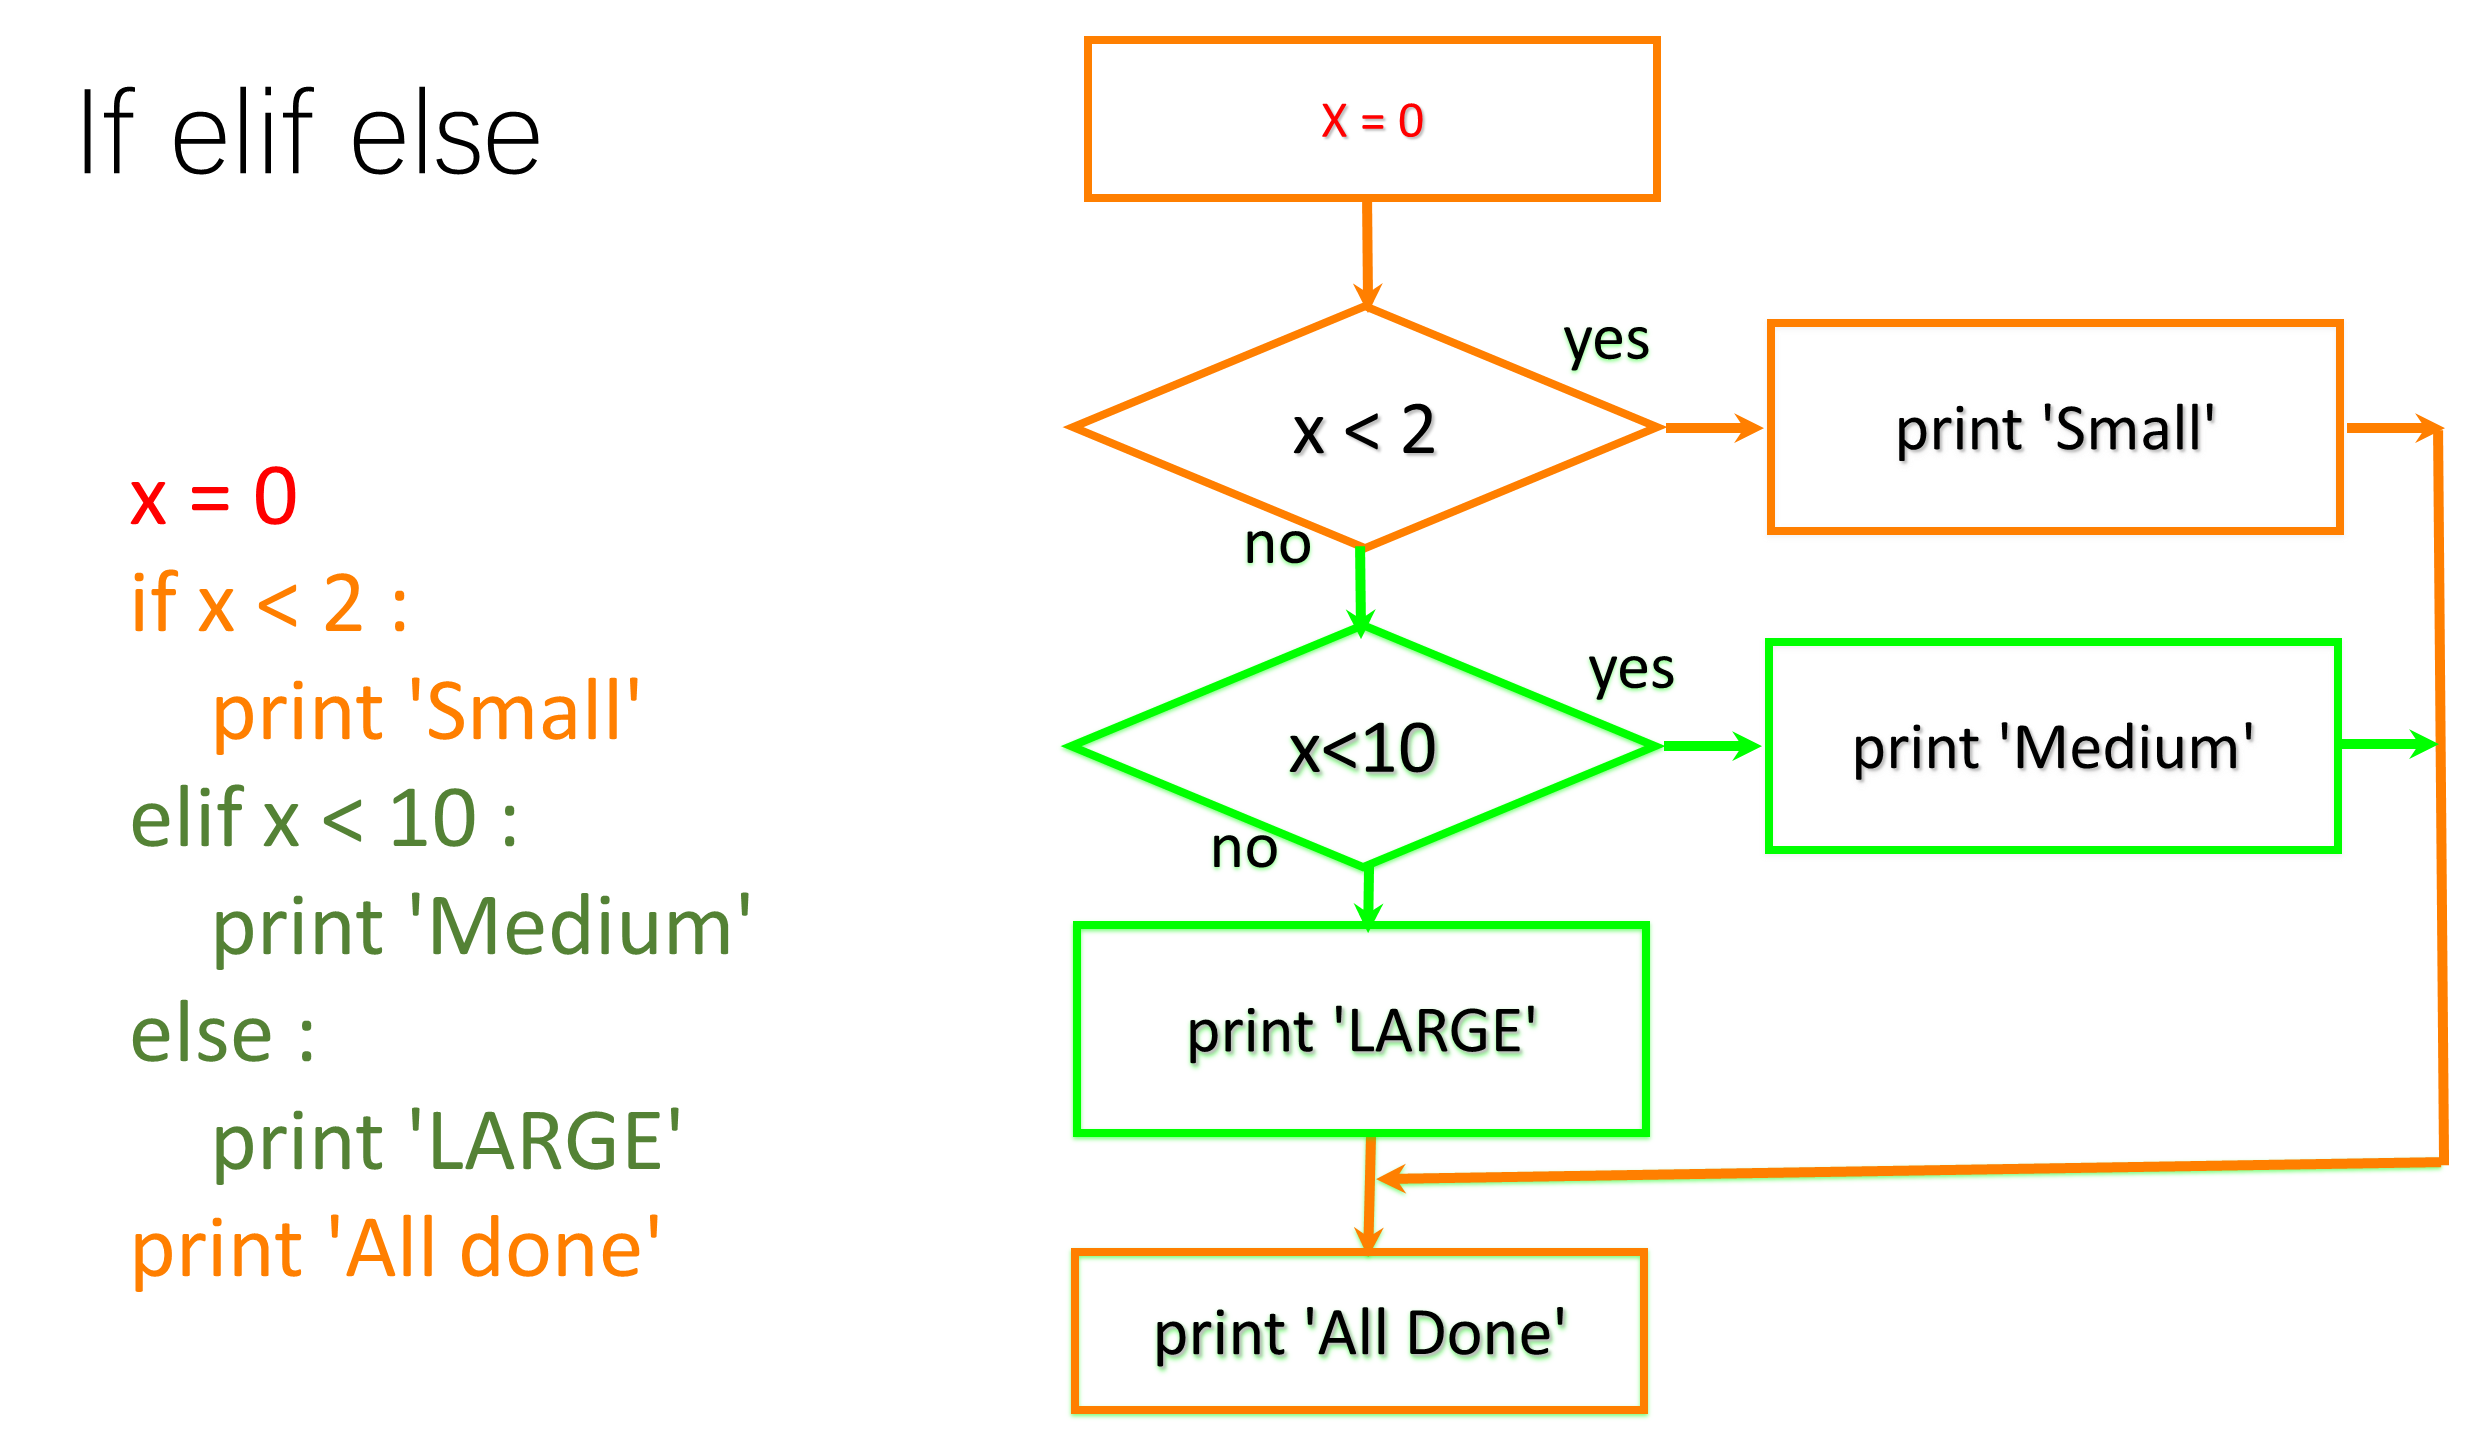 If elif else
x = 0
if x < 2 :
print 'Small'
elif x < 10 :
print 'Medium'
else :
print 'LARGE'
print 'All done'
X = 0
x < 2
yes
print 'Small'
no
x<10
yes
print 'Medium'
no
print 'LARGE'
print 'All Done'